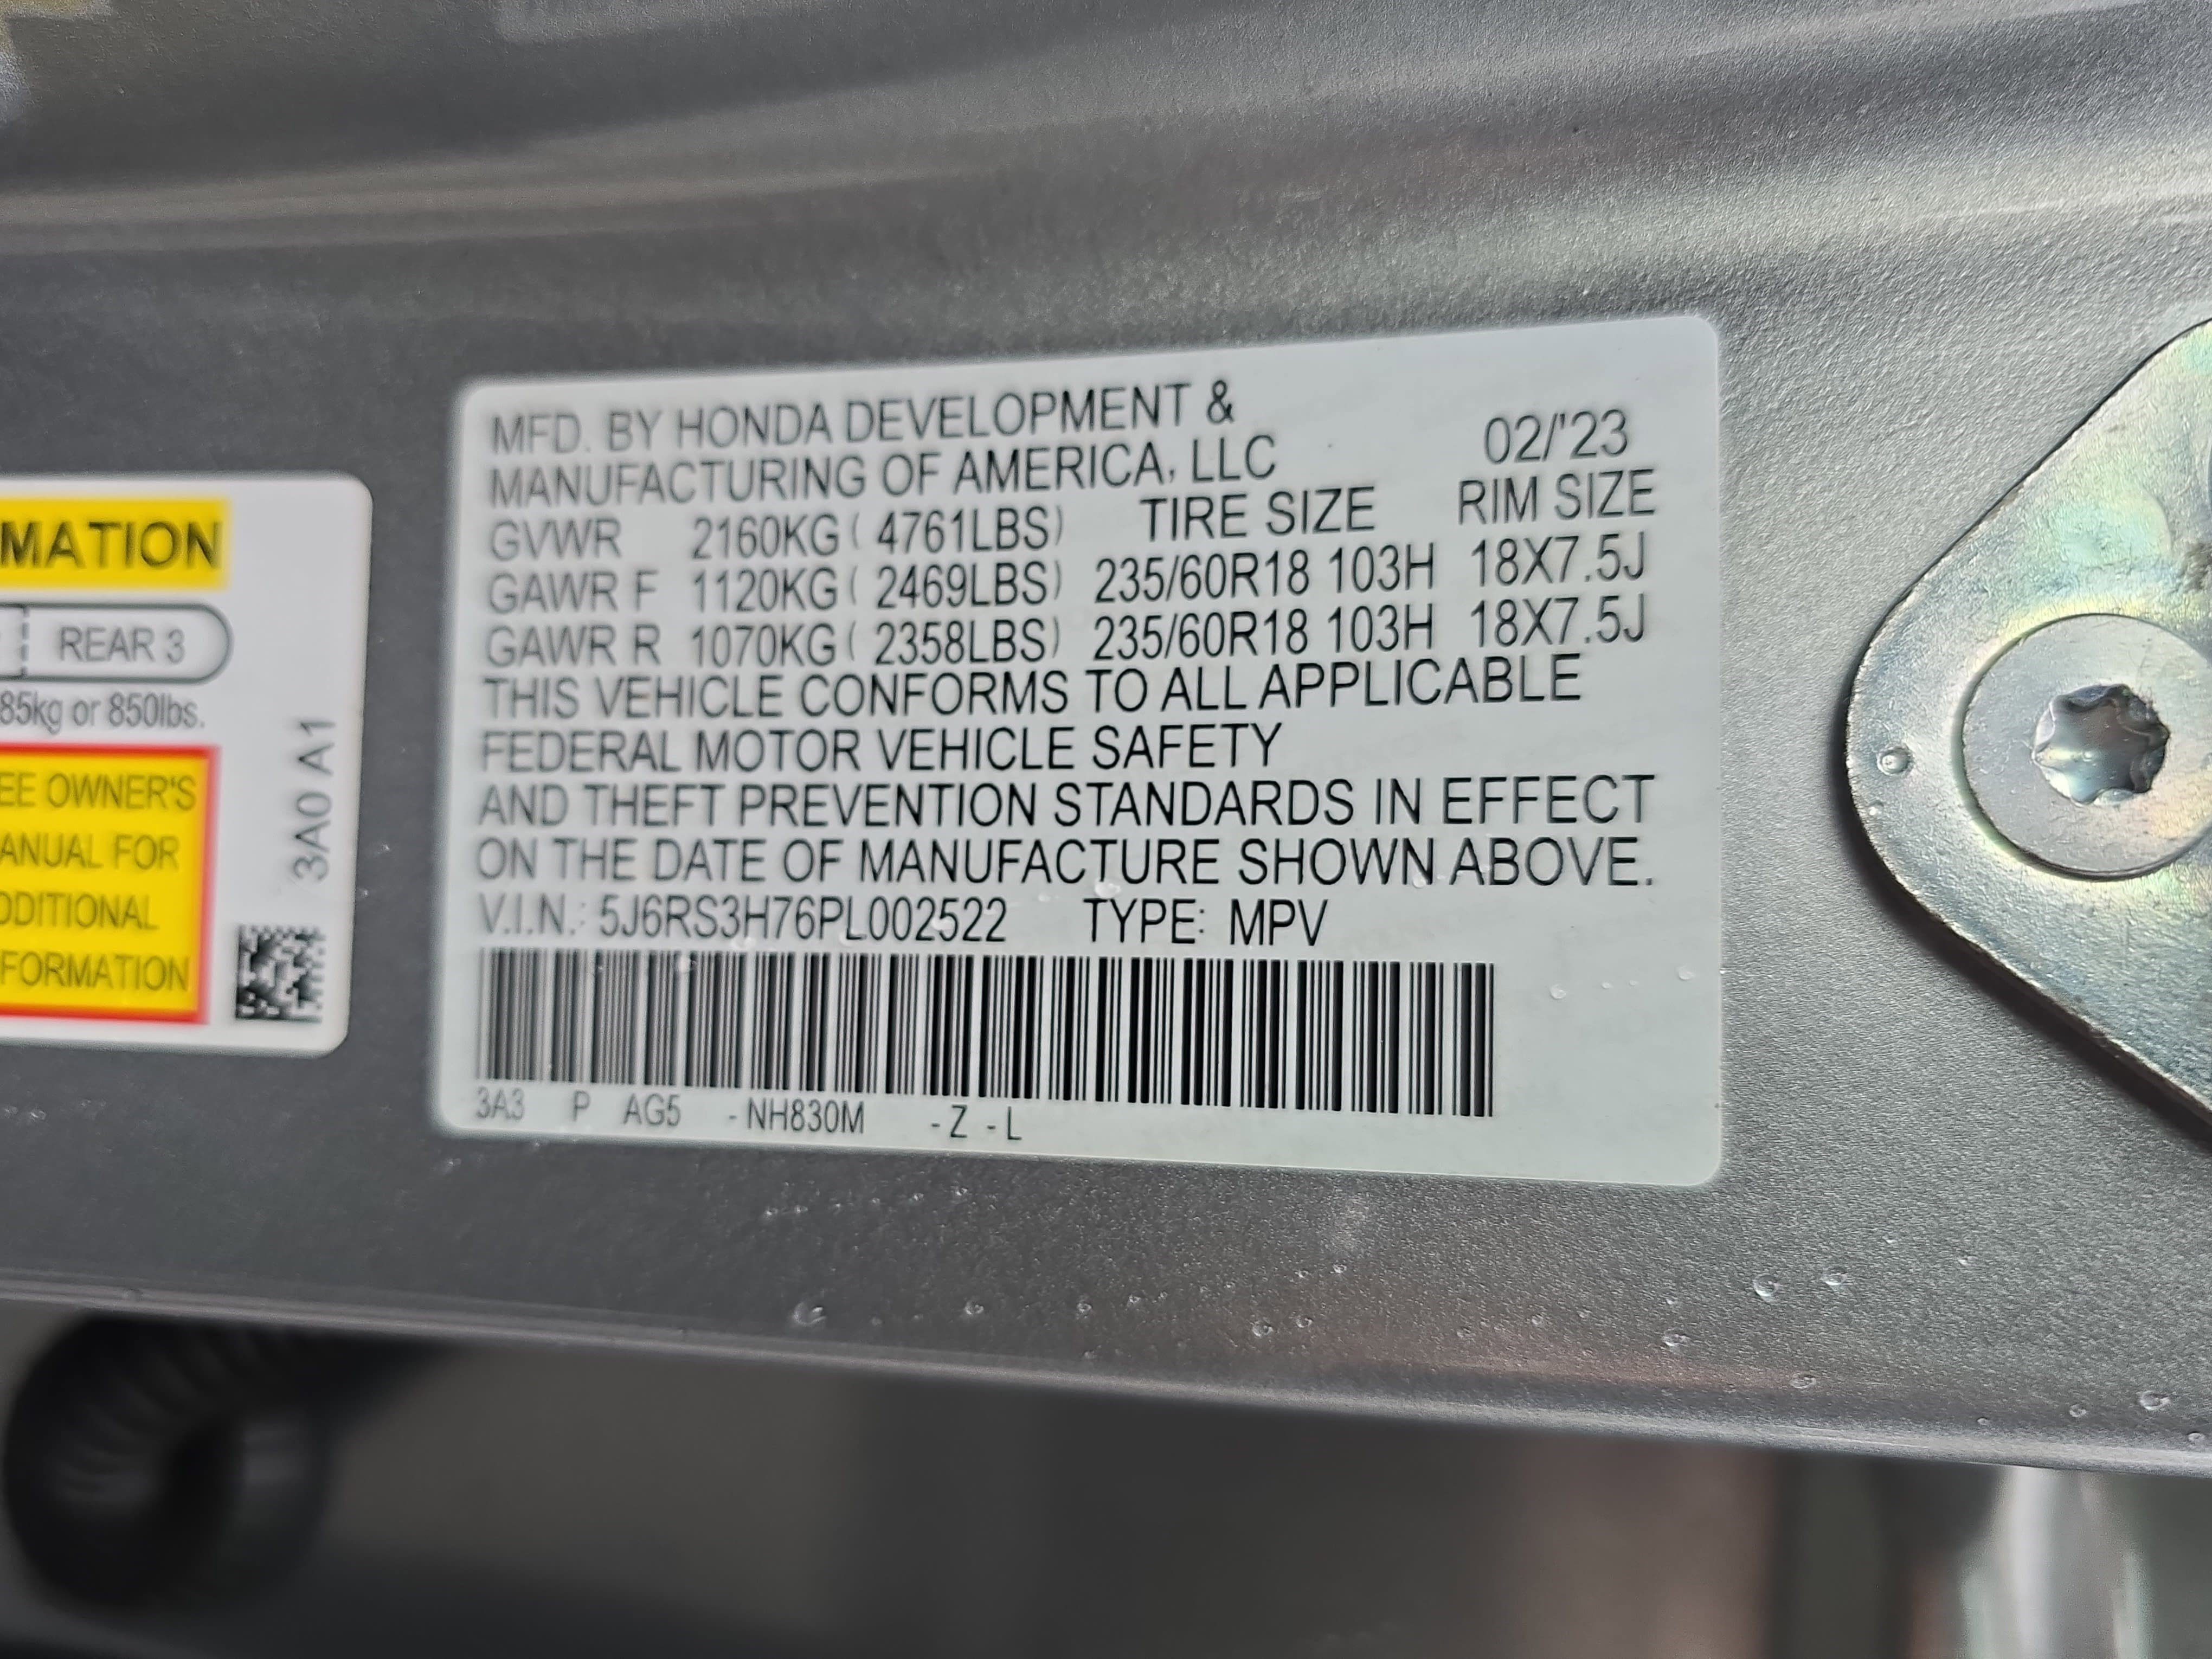 MATION
REAR 3
85kg or 850lbs.
EE OWNER'S
ANUAL FOR
DDITIONAL
FORMATION
3A0 A1
MFD. BY HONDA DEVELOPMENT &
MANUFACTURING OF AMERICA, LLC 02/'23
GVWR 2160KG ( 4761LBS) TIRE SIZE RIM SIZE
GAWR F 1120KG ( 2469LBS) 235/60R18 103H 18X7.5J
GAWR R 1070KG ( 2358LBS) 235/60R18 103H 18X7.5J
THIS VEHICLE CONFORMS TO ALL APPLICABLE
FEDERAL MOTOR VEHICLE SAFETY
AND THEFT PREVENTION STANDARDS IN EFFECT
ON THE DATE OF MANUFACTURE SHOWN ABOVE.
V.I.N.: 5J6RS3H76PL002522 TYPE: MPV
3A3 P AG5 - NH830M - Z - L